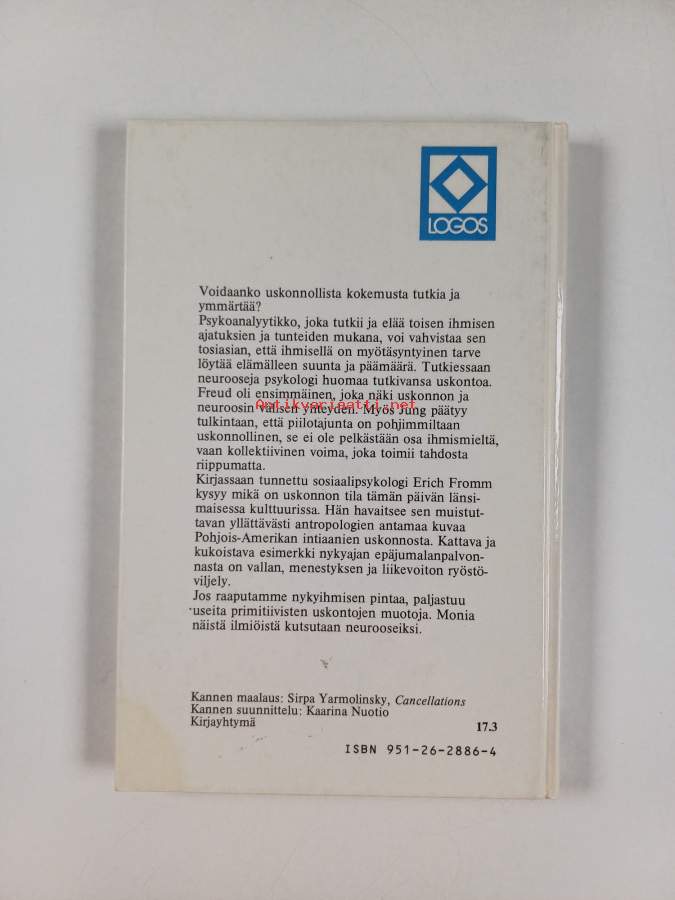 LOGOS
Voidaanko uskonnollista kokemusta tutkia ja
ymmärtää?
Psykoanalyytikko, joka tutkii ja elää toisen ihmisen
ajatuksien ja tunteiden mukana, voi vahvistaa sen
tosiasian, että ihmisellä on myötäsyntyinen tarve
löytää elämälleen suunta ja päämäärä. Tutkiessaan
neurooseja psykologi huomaa tutkivansa uskontoa.
Freud oli ensimmäinen, joka näki uskonnon ja
Antikvariaatti.net
neuroosin välisen yhteyden. Myös Jung päätyy
tulkintaan, että piilotajunta on pohjimmiltaan
uskonnollinen, se ei ole pelkästään osa ihmismieltä,
vaan kollektiivinen voima, joka toimii tahdosta
riippumatta.
Kirjassaan tunnettu sosiaalipsykologi Erich Fromm
kysyy mikä on uskonnon tila tämän päivän länsi-
maisessa kulttuurissa. Hän havaitsee sen muistut-
tavan yllättävästi antropologien antamaa kuvaa
Pohjois-Amerikan intiaanien uskonnosta. Kattava ja
kukoistava esimerkki nykyajan epäjumalanpalvon-
nasta on vallan, menestyksen ja liikevoiton ryöstö-
viljely.
Jos raaputamme nykyihmisen pintaa, paljastuu
useita primitiivisten uskontojen muotoja. Monia
näistä ilmiöistä kutsutaan neurooseiksi.
Kannen maalaus: Sirpa Yarmolinsky, Cancellations
Kannen suunnittelu: Kaarina Nuotio
Kirjayhtymä
17.3
ISBN 951-26-2886-4